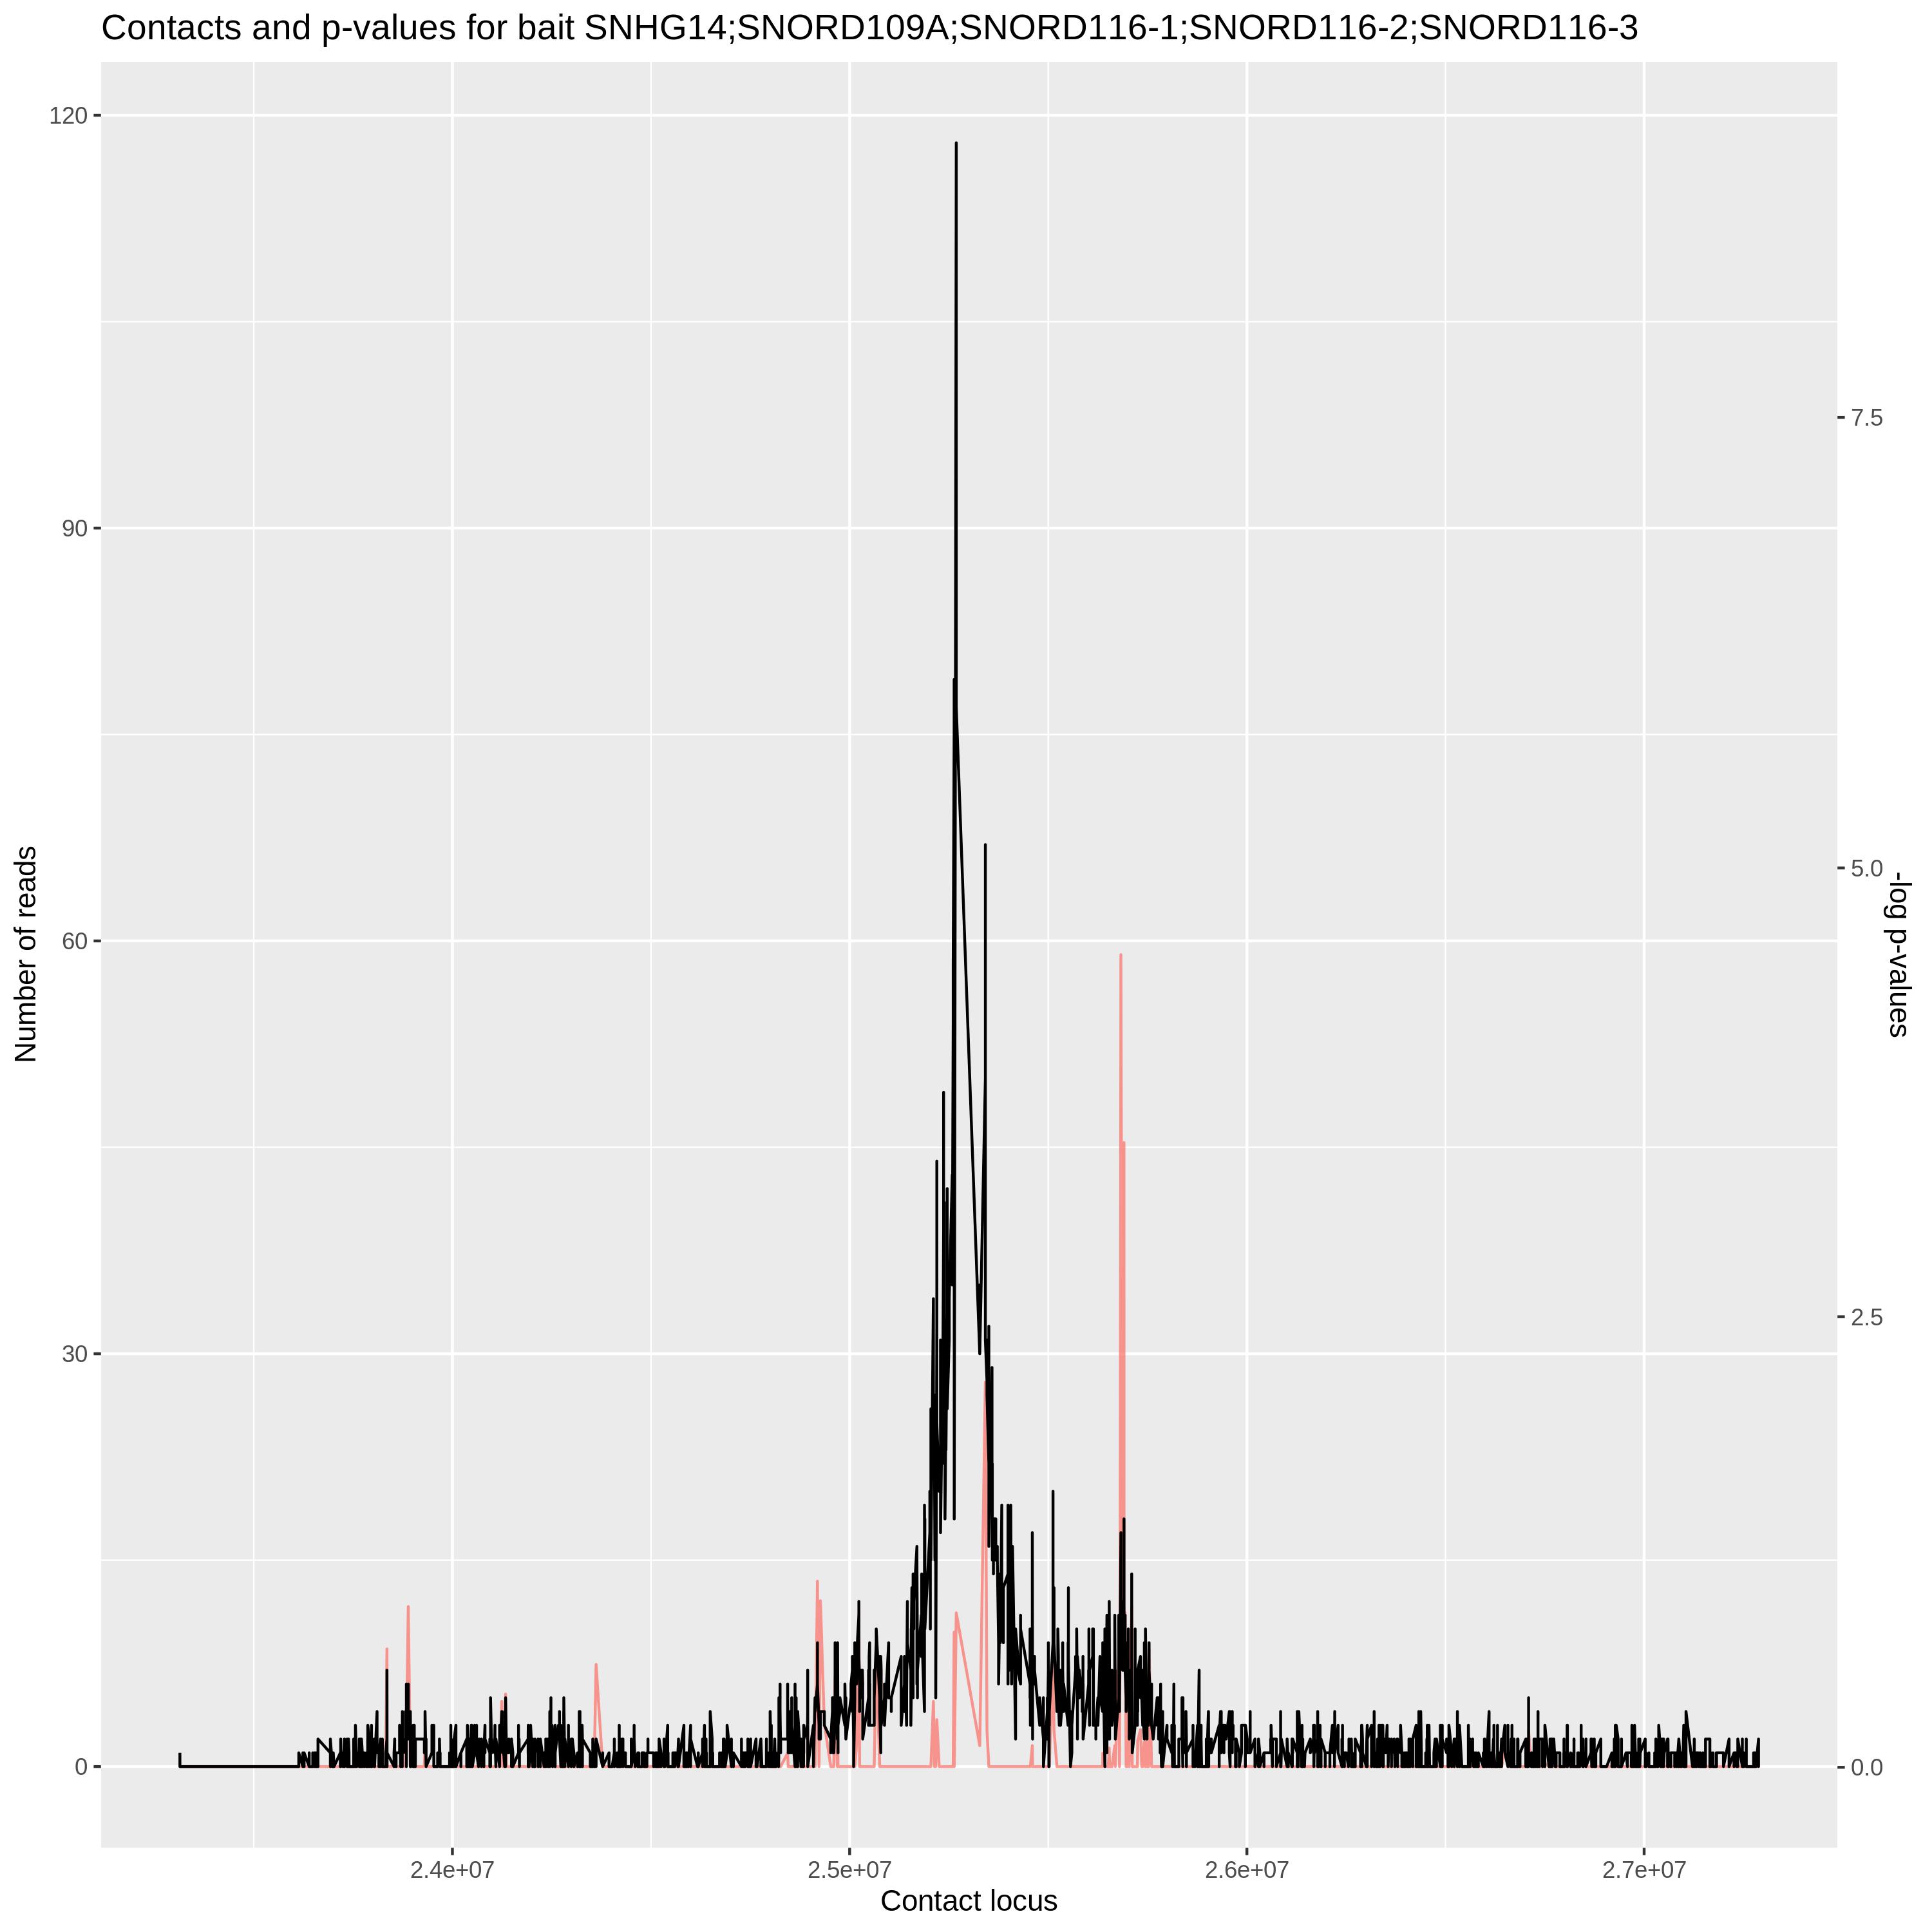 Contacts and p-values for bait SNHG14;SNORD109A;SNORD116-1;SNORD116-2;SNORD116-3
120
90
60
30
0
Number of reads
7.5
5.0
2.5
0.0
-log p-values
2.4e+07
2.5e+07
2.6e+07
2.7e+07
Contact locus